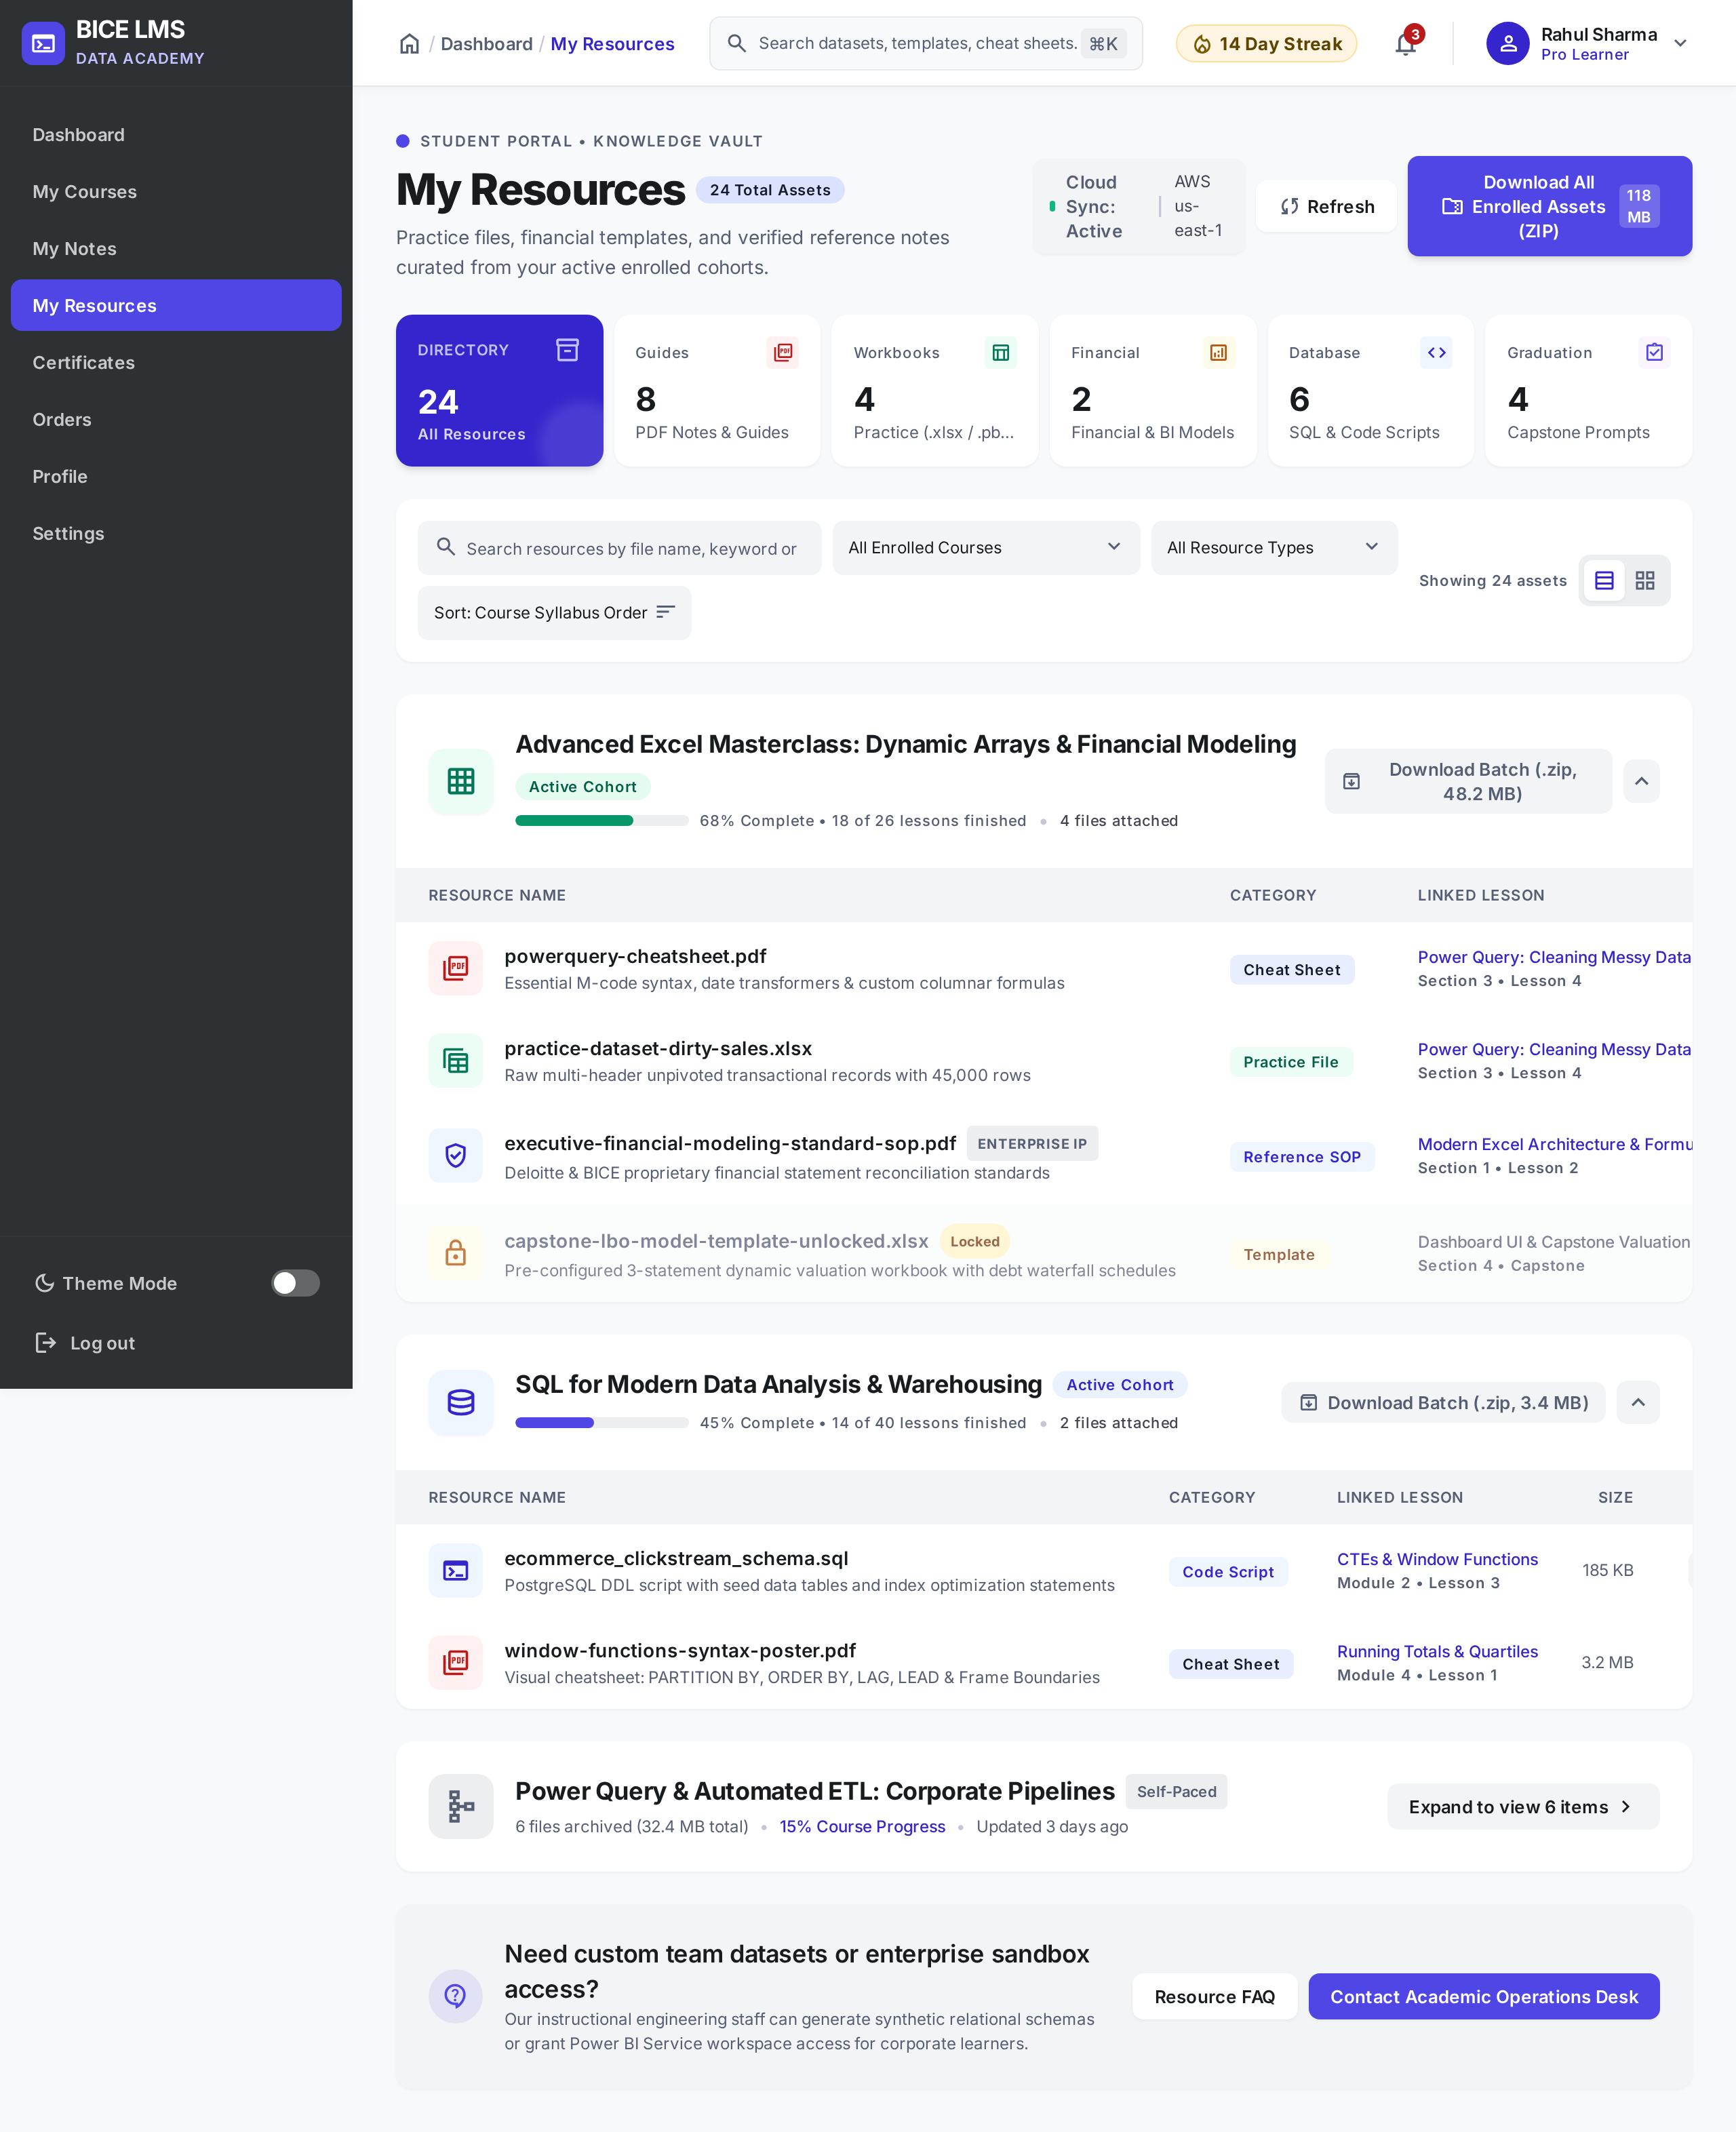 BICE LMS
DATA ACADEMY
Dashboard
My Courses
My Notes
My Resources
Certificates
Orders
Profile
Settings
Theme Mode
Log out
/ Dashboard / My Resources
Search datasets, templates, cheat sheets. ⌘K
14 Day Streak
3
Rahul Sharma
Pro Learner
STUDENT PORTAL • KNOWLEDGE VAULT
My Resources
24 Total Assets
Practice files, financial templates, and verified reference notes
curated from your active enrolled cohorts.
Cloud
Sync:
Active
AWS
us-
east-1
Refresh
Download All
Enrolled Assets
(ZIP)
118
MB
DIRECTORY
24
All Resources
Guides
8
PDF Notes & Guides
Workbooks
4
Practice (.xlsx / .pb...
Financial
2
Financial & BI Models
Database
6
SQL & Code Scripts
Graduation
4
Capstone Prompts
Search resources by file name, keyword or
All Enrolled Courses
All Resource Types
Sort: Course Syllabus Order
Showing 24 assets
Advanced Excel Masterclass: Dynamic Arrays & Financial Modeling
Active Cohort
68% Complete • 18 of 26 lessons finished • 4 files attached
Download Batch (.zip,
48.2 MB)
RESOURCE NAME CATEGORY LINKED LESSON
powerquery-cheatsheet.pdf
Essential M-code syntax, date transformers & custom columnar formulas
Cheat Sheet
Power Query: Cleaning Messy Data
Section 3 • Lesson 4
practice-dataset-dirty-sales.xlsx
Raw multi-header unpivoted transactional records with 45,000 rows
Practice File
Power Query: Cleaning Messy Data
Section 3 • Lesson 4
executive-financial-modeling-standard-sop.pdf ENTERPRISE IP
Deloitte & BICE proprietary financial statement reconciliation standards
Reference SOP
Modern Excel Architecture & Formu
Section 1 • Lesson 2
capstone-lbo-model-template-unlocked.xlsx Locked
Pre-configured 3-statement dynamic valuation workbook with debt waterfall schedules
Template
Dashboard UI & Capstone Valuation
Section 4 • Capstone
SQL for Modern Data Analysis & Warehousing Active Cohort
45% Complete • 14 of 40 lessons finished • 2 files attached
Download Batch (.zip, 3.4 MB)
RESOURCE NAME CATEGORY LINKED LESSON SIZE
ecommerce_clickstream_schema.sql
PostgreSQL DDL script with seed data tables and index optimization statements
Code Script
CTEs & Window Functions
Module 2 • Lesson 3
185 KB
window-functions-syntax-poster.pdf
Visual cheatsheet: PARTITION BY, ORDER BY, LAG, LEAD & Frame Boundaries
Cheat Sheet
Running Totals & Quartiles
Module 4 • Lesson 1
3.2 MB
Power Query & Automated ETL: Corporate Pipelines Self-Paced
6 files archived (32.4 MB total) • 15% Course Progress • Updated 3 days ago
Expand to view 6 items
Need custom team datasets or enterprise sandbox
access?
Our instructional engineering staff can generate synthetic relational schemas
or grant Power BI Service workspace access for corporate learners.
Resource FAQ
Contact Academic Operations Desk